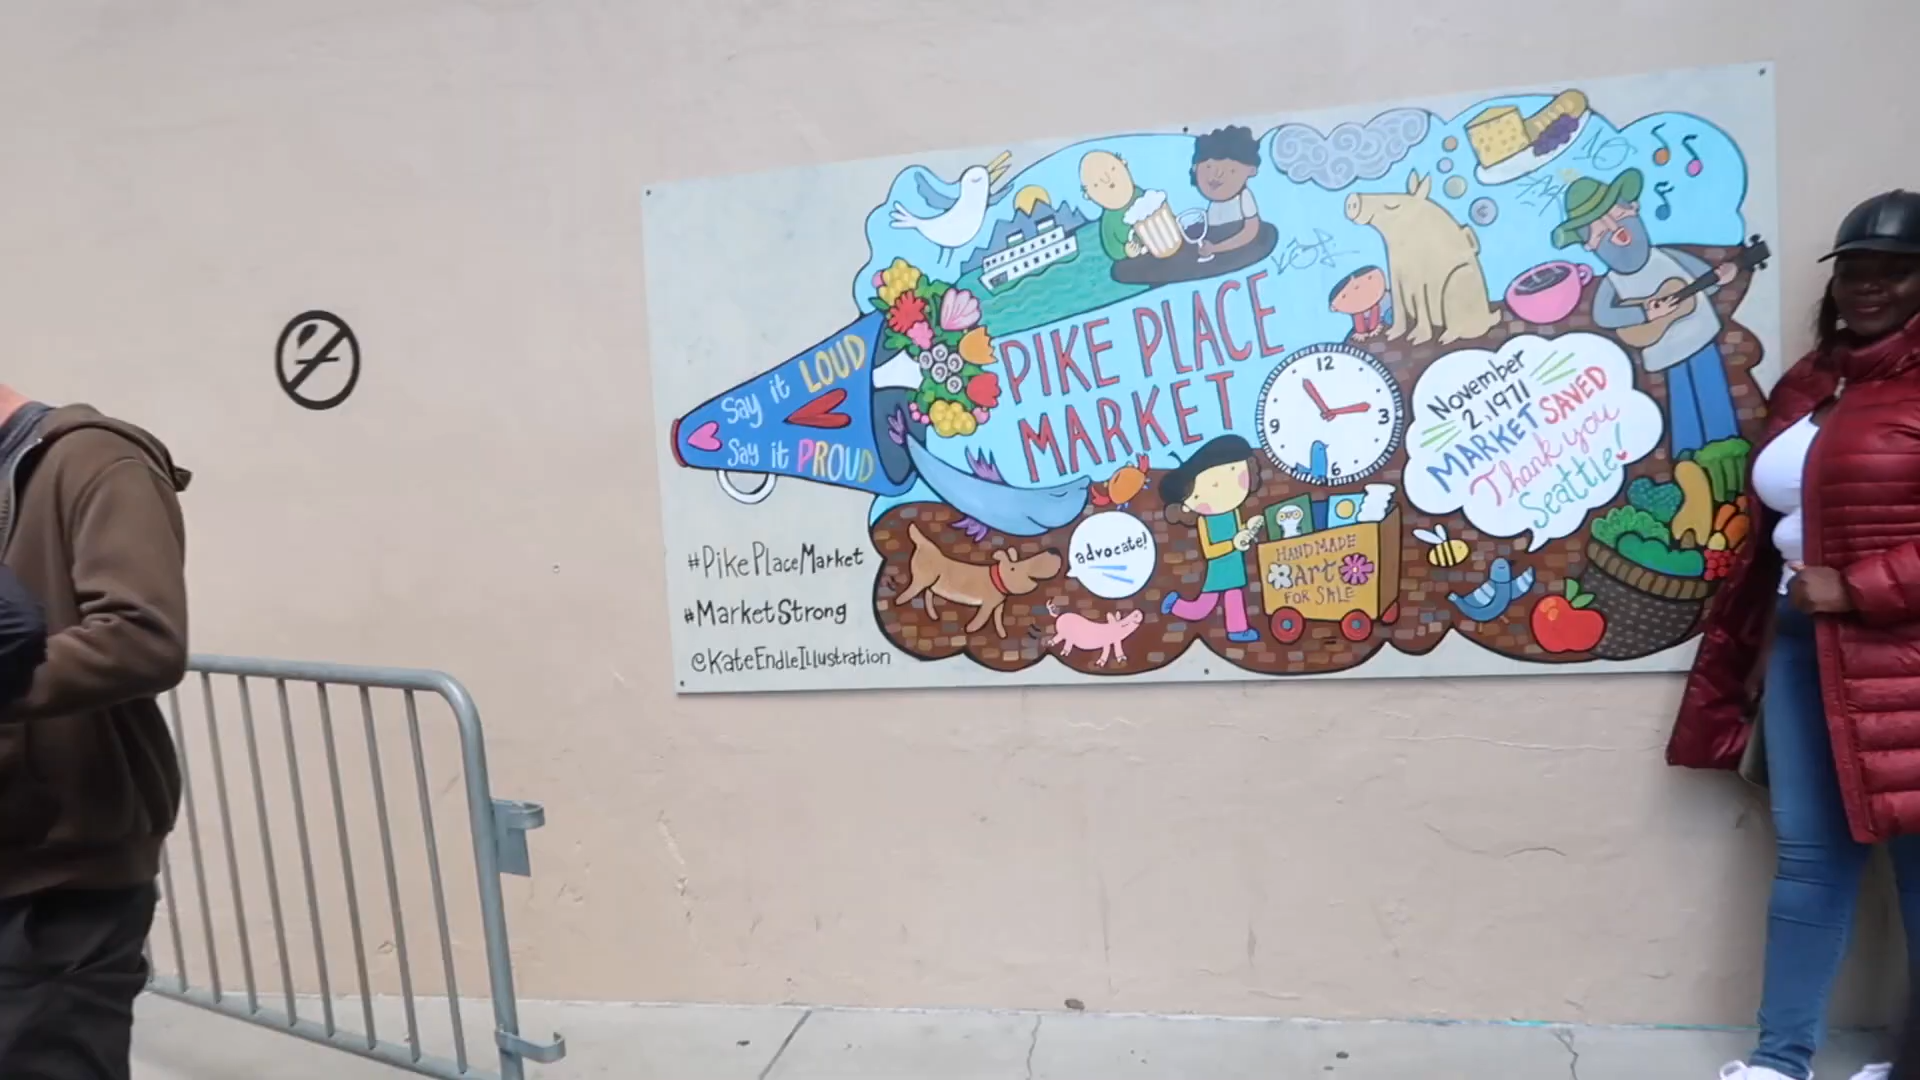 Say it LOUD
Say it PROUD
PIKE PLACE
MARKET
12
3
6
9
November
2, 1971
MARKET SAVED
Thank you
Seattle!
advocate!
HANDMADE
Art
FOR SALE
#PikePlaceMarket
#MarketStrong
@KateEndleIllustration